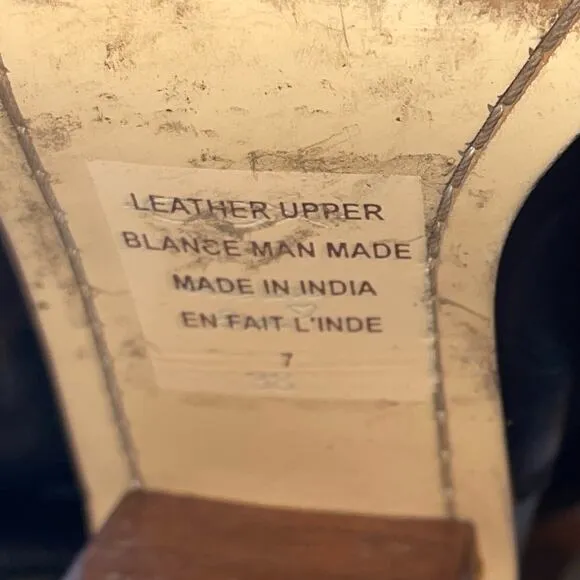 LEATHER UPPER
BLANCE MAN MADE
MADE IN INDIA
EN FAIT L'INDE
7